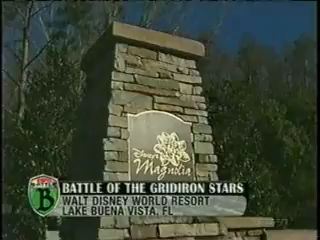 Disney's
Magnolia
BATTLE OF THE GRIDIRON STARS
B
WALT DISNEY WORLD RESORT
LAKE BUENA VISTA, FL